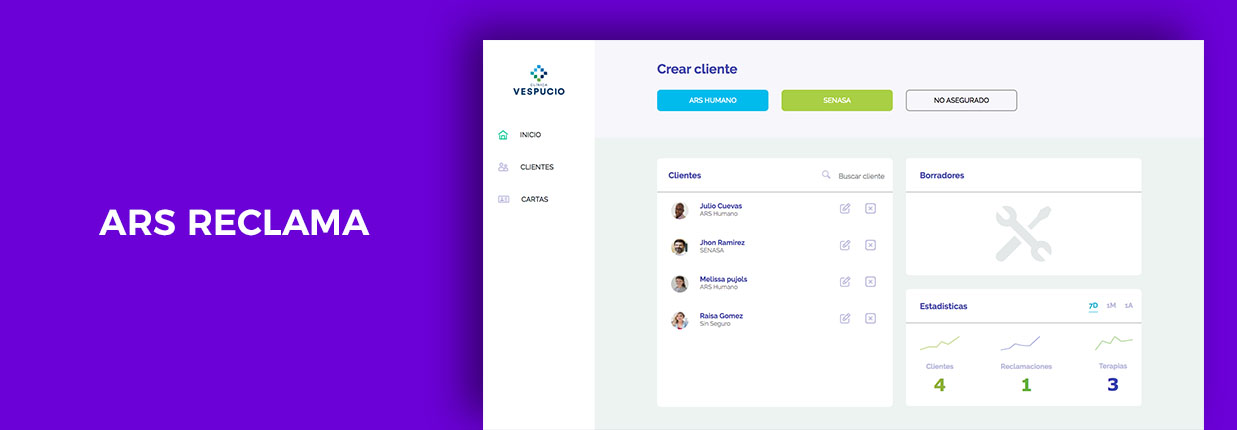 ARS RECLAMA
CLINICA
VESPUCIO
INICIO
CLIENTES
CARTAS
Crear cliente
ARS HUMANO
SENASA
NO ASEGURADO
Clientes
Buscar cliente
Julio Cuevas
ARS Humano
Jhon Ramirez
SENASA
Melissa pujols
ARS Humano
Raisa Gomez
Sin Seguro
Borradores
Estadisticas
7D 1M 1A
Clientes
4
Reclamaciones
1
Terapias
3